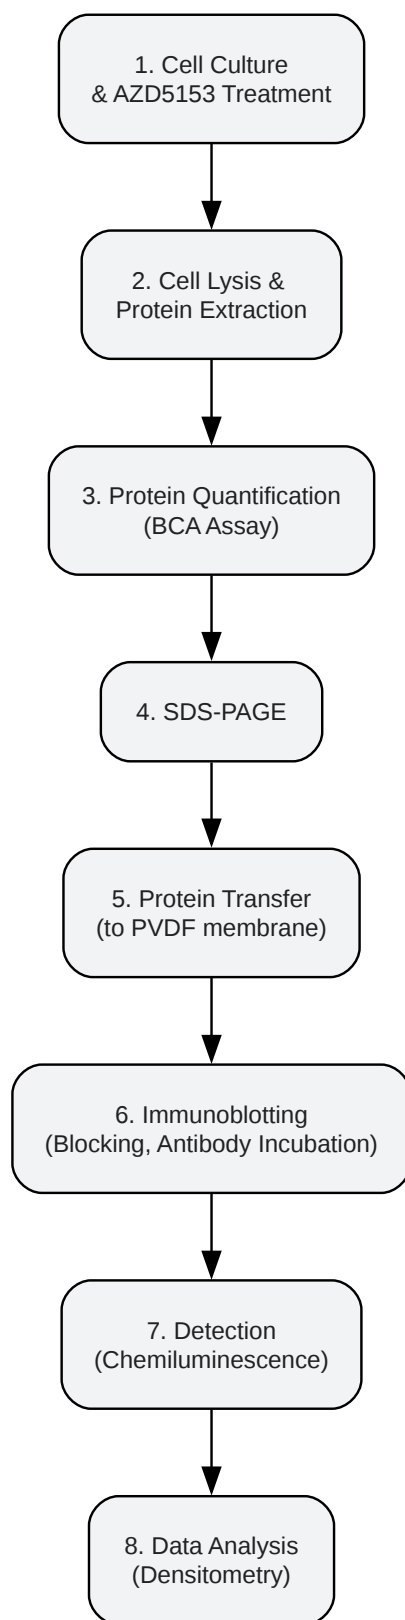 1. Cell Culture
& AZD5153 Treatment
2. Cell Lysis &
Protein Extraction
3. Protein Quantification
(BCA Assay)
4. SDS-PAGE
5. Protein Transfer
(to PVDF membrane)
6. Immunoblotting
(Blocking, Antibody Incubation)
7. Detection
(Chemiluminescence)
8. Data Analysis
(Densitometry)